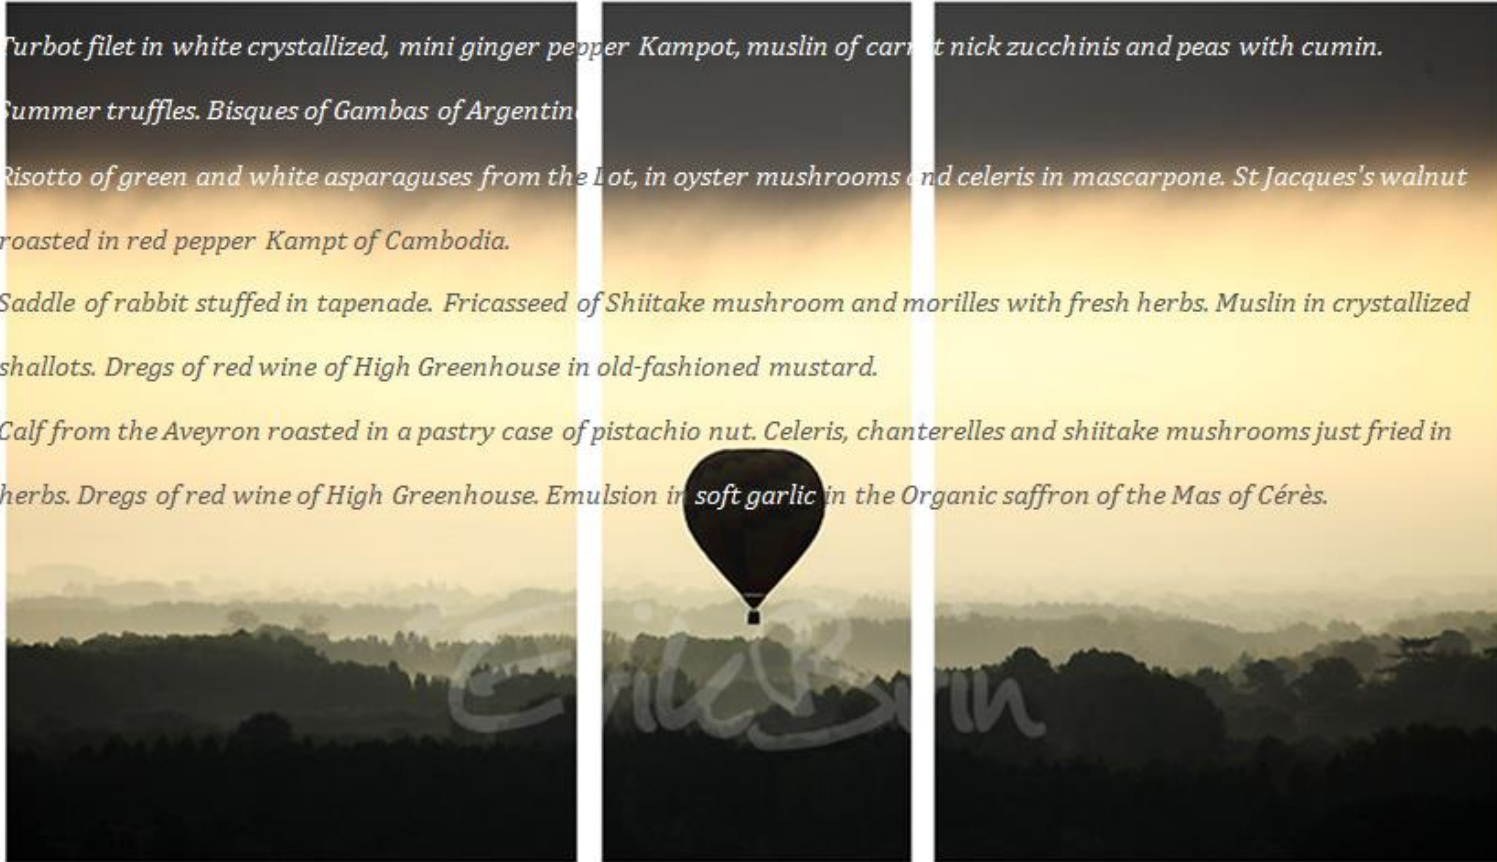 Turbot filet in white crystallized, mini ginger pepper Kampot, muslin of carrot nick zucchinis and peas with cumin.
Summer truffles. Bisques of Gambas of Argentin
Risotto of green and white asparaguses from the Lot, in oyster mushrooms and celeris in mascarpone. St Jacques's walnut
roasted in red pepper Kampt of Cambodia.
Saddle of rabbit stuffed in tapenade. Fricasseed of Shiitake mushroom and morilles with fresh herbs. Muslin in crystallized
shallots. Dregs of red wine of High Greenhouse in old-fashioned mustard.
Calf from the Aveyron roasted in a pastry case of pistachio nut. Celeris, chanterelles and shiitake mushrooms just fried in
herbs. Dregs of red wine of High Greenhouse. Emulsion in soft garlic in the Organic saffron of the Mas of Cérès.